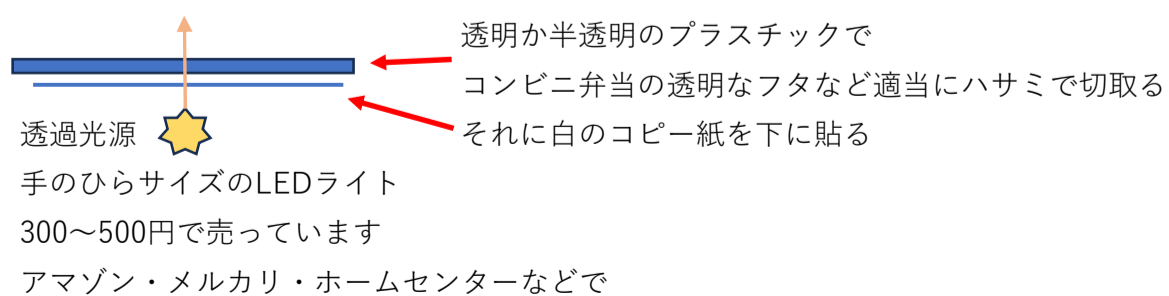 透明か半透明のプラスチックで
コンビニ弁当の透明なフタなど適当にハサミで切取る
それに白のコピー紙を下に貼る
透過光源
手のひらサイズのLEDライト
300～500円で売っています
アマゾン・メルカリ・ホームセンターなどで